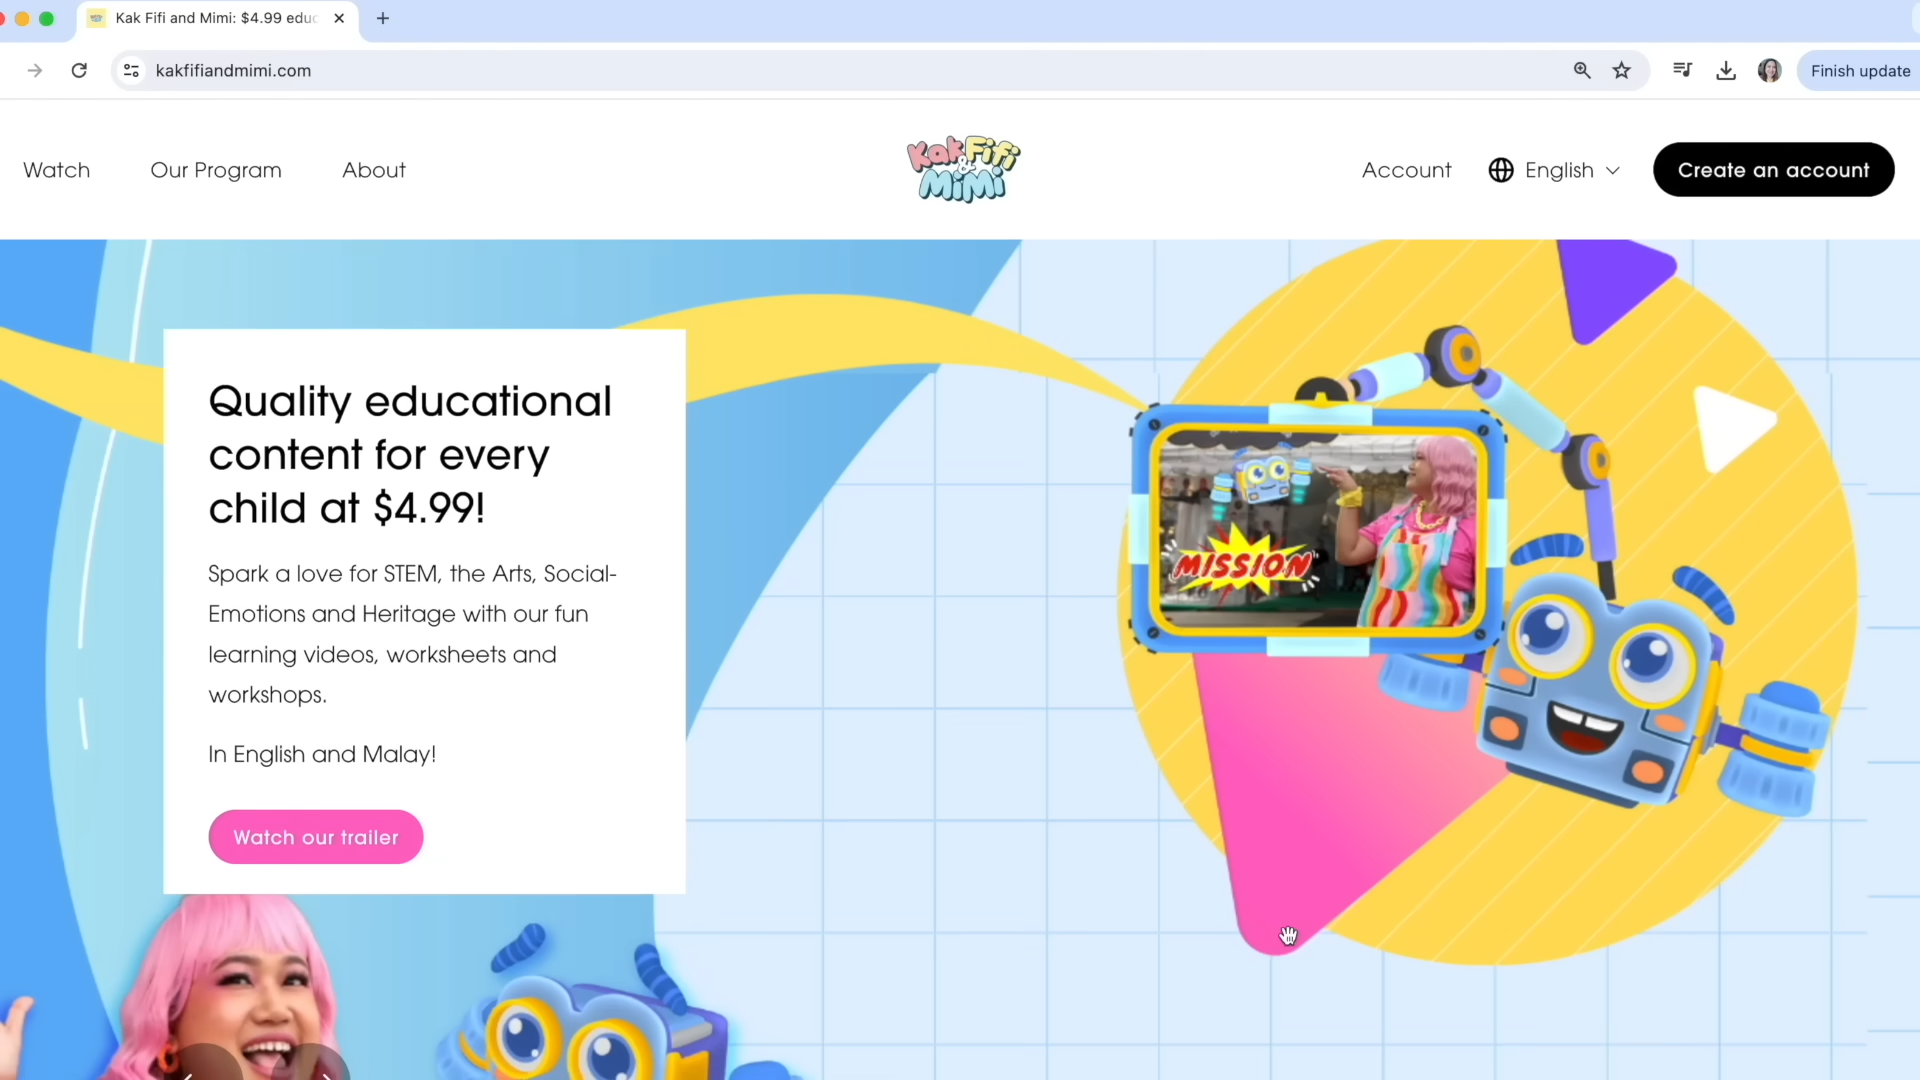 Kak Fifi and Mimi: $4.99 educ
kakfifiandmimi.com
Finish update
Watch
Our Program
About
Kak Fifi
&
MiMi
Account
English
Create an account
Quality educational
content for every
child at $4.99!
Spark a love for STEM, the Arts, Social-
Emotions and Heritage with our fun
learning videos, worksheets and
workshops.
In English and Malay!
Watch our trailer
MISSION